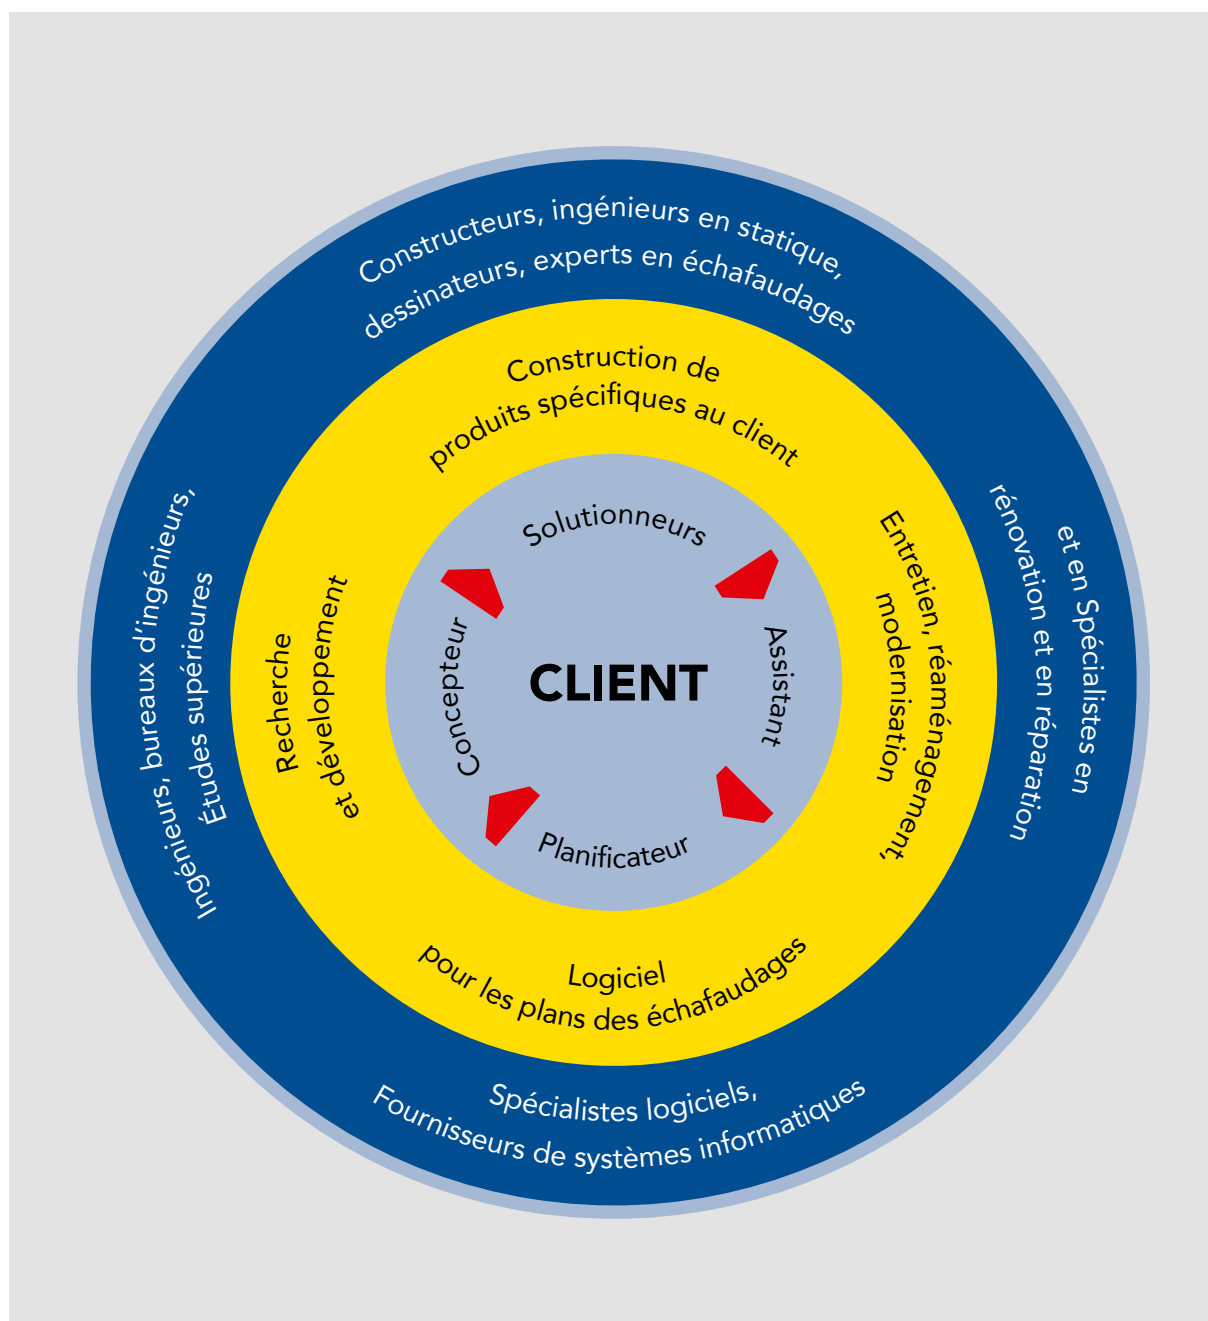 Constructeurs, ingénieurs en statique,
dessinateurs, experts en échafaudages
Construction de
produits spécifiques au client
Solutionneurs
Ingénieurs, bureaux d'ingénieurs,
Études supérieures
Recherche
et développement
Concepteur
CLIENT
Assistant
Entretien, réaménagement,
modernisation
et en Spécialistes en
rénovation et en réparation
Planificateur
Logiciel
pour les plans des échafaudages
Spécialistes logiciels,
Fournisseurs de systèmes informatiques